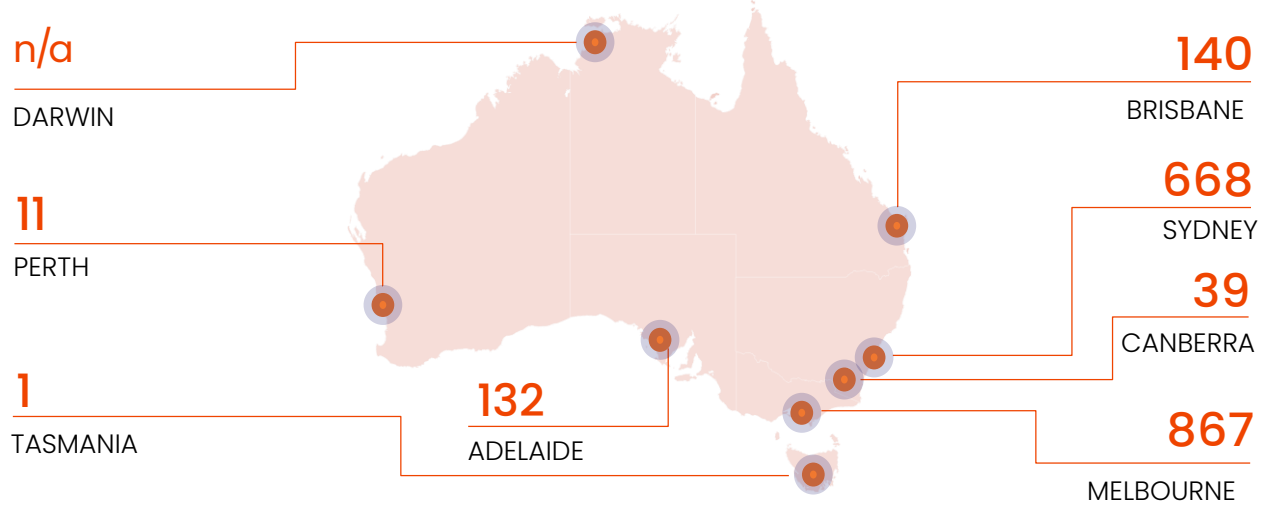 n/a
DARWIN
11
PERTH
1
TASMANIA
132
ADELAIDE
140
BRISBANE
668
SYDNEY
39
CANBERRA
867
MELBOURNE